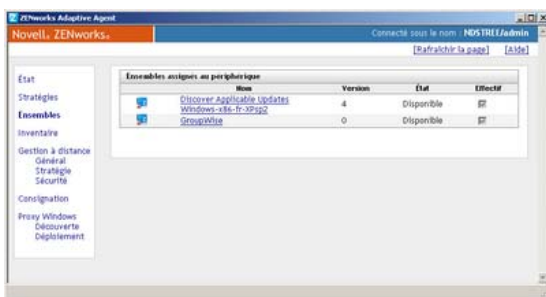 ZENworks Adaptive Agent
Novell. ZENworks.
Connecté sous le nom : NDSTREE/admin
[Rafraîchir la page] [Aide]
État
Stratégies
Ensembles
Inventaire
Gestion à distance
Général
Stratégie
Sécurité
Consignation
Proxy Windows
Découverte
Déploiement
Ensembles assignés au périphérique
Nom Version État Effectif
Discover Applicable Updates
Windows-x86-fr-XPsp2 4 Disponible
GroupWise 0 Disponible